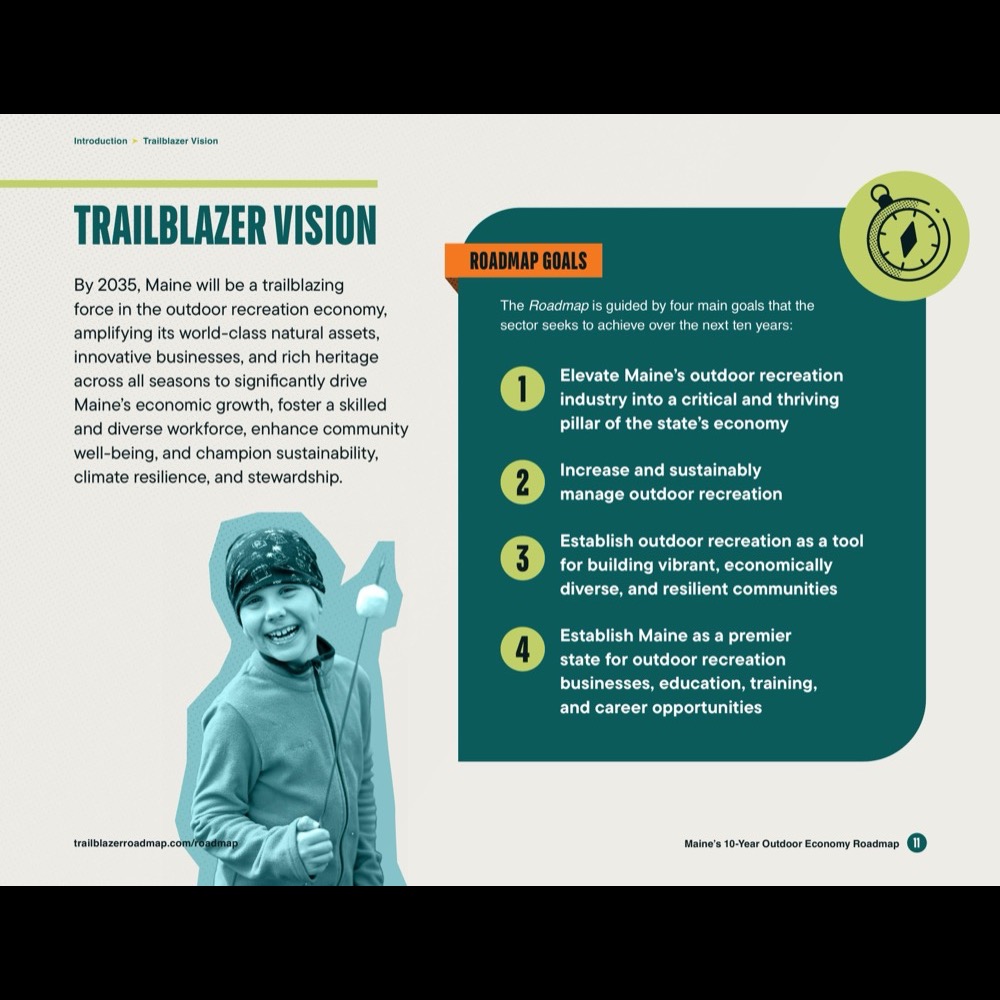 Introduction ► Trailblazer Vision
TRAILBLAZER VISION
By 2035, Maine will be a trailblazing
force in the outdoor recreation economy,
amplifying its world-class natural assets,
innovative businesses, and rich heritage
across all seasons to significantly drive
Maine's economic growth, foster a skilled
and diverse workforce, enhance community
well-being, and champion sustainability,
climate resilience, and stewardship.
ROADMAP GOALS
The Roadmap is guided by four main goals that the
sector seeks to achieve over the next ten years:
1 Elevate Maine's outdoor recreation
industry into a critical and thriving
pillar of the state's economy
2 Increase and sustainably
manage outdoor recreation
3 Establish outdoor recreation as a tool
for building vibrant, economically
diverse, and resilient communities
4 Establish Maine as a premier
state for outdoor recreation
businesses, education, training,
and career opportunities
trailblazerroadmap.com/roadmap
Maine's 10-Year Outdoor Economy Roadmap 11